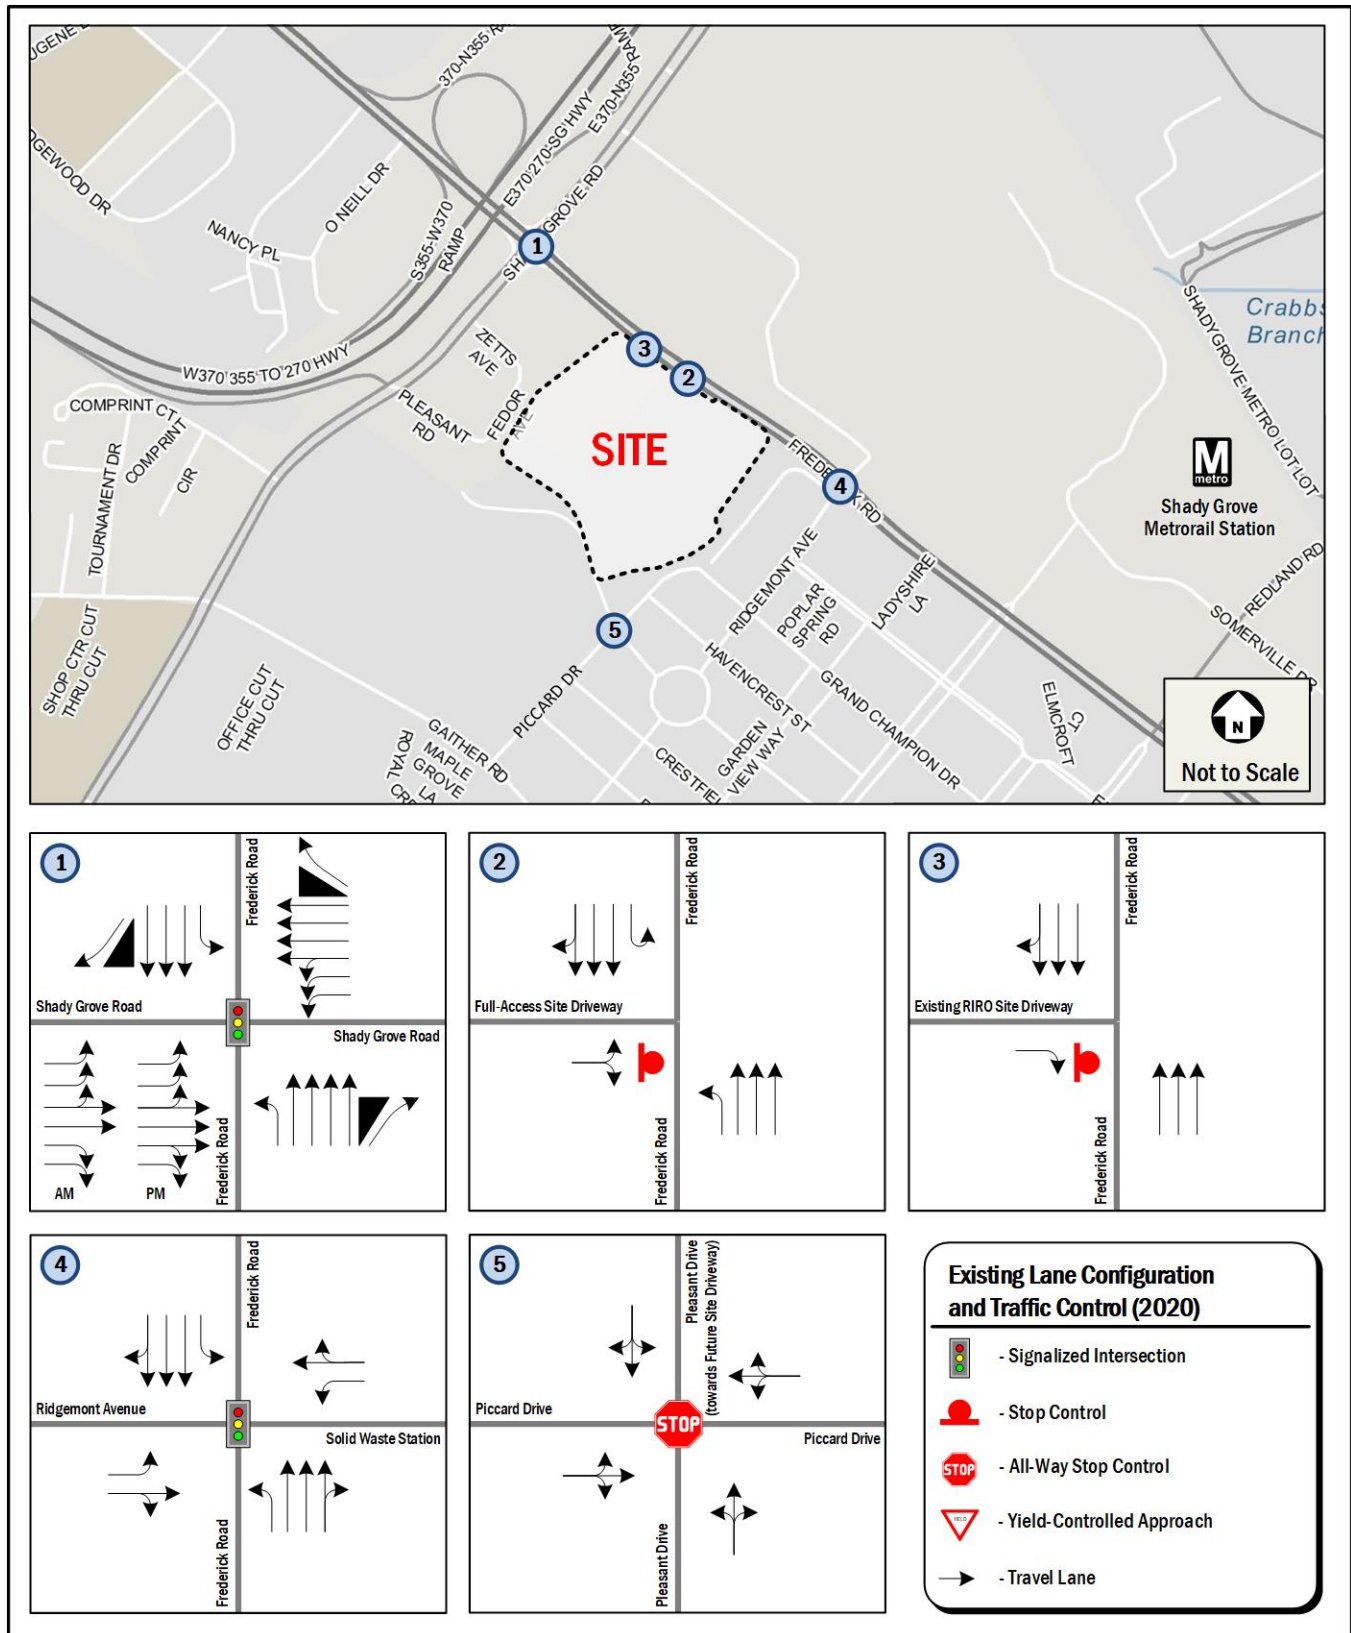 370-N355 RA
E370-N355
RAMP
E370 270-SG HWY
DGEWOOD DR
O NEILL DR
NANCY PL
S355-W370
RAMP
GROVE RD
1
SHADYGROVE METRO LOT LOT
Crabbs
Branch
W370 355 TO 270 HWY
ZETTS
AVE
3
2
COMPRINT CT
COMPRINT
CIR
TOURNAMENT DR
PLEASANT
RD
FEDOR
AVE
SITE
FREDERICK RD
4
M
metro
Shady Grove
Metrorail Station
RIDGEMONT AVE
POPLAR
SPRING
RD
LADYSHIRE
LA
REDLAND RD
SOMERVILLE DR
5
SHOP CTR CUT
THRU CUT
OFFICE CUT
THRU CUT
PICCARD DR
HAVENCREST ST
GRAND CHAMPION DR
ELMCROFT
CT
GAITHER RD
MAPLE
GROVE
LA
ROYAL
CRESTFIE
GARDEN
VIEW WAY
N
Not to Scale
1
Frederick Road
Shady Grove Road
Shady Grove Road
Frederick Road
AM
PM
2
Frederick Road
Full-Access Site Driveway
Frederick Road
3
Frederick Road
Existing RIRO Site Driveway
Frederick Road
4
Frederick Road
Ridgemont Avenue
Solid Waste Station
Frederick Road
5
Pleasant Drive
(towards Future Site Driveway)
Piccard Drive
STOP
Piccard Drive
Pleasant Drive
Existing Lane Configuration
and Traffic Control (2020)
- Signalized Intersection
- Stop Control
STOP
- All-Way Stop Control
YIELD
- Yield-Controlled Approach
- Travel Lane